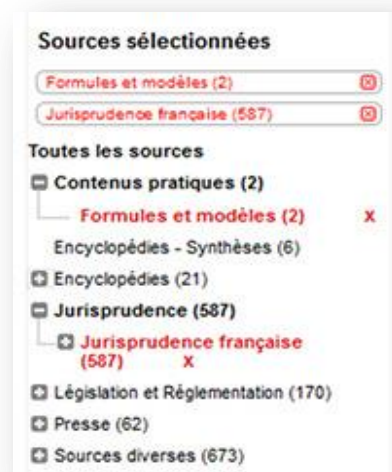 Sources sélectionnées
Formules et modèles (2)
Jurisprudence française (587)
Toutes les sources
Contenus pratiques (2)
Formules et modèles (2) X
Encyclopédies - Synthèses (6)
Encyclopédies (21)
Jurisprudence (587)
Jurisprudence française
(587) X
Législation et Réglementation (170)
Presse (62)
Sources diverses (673)